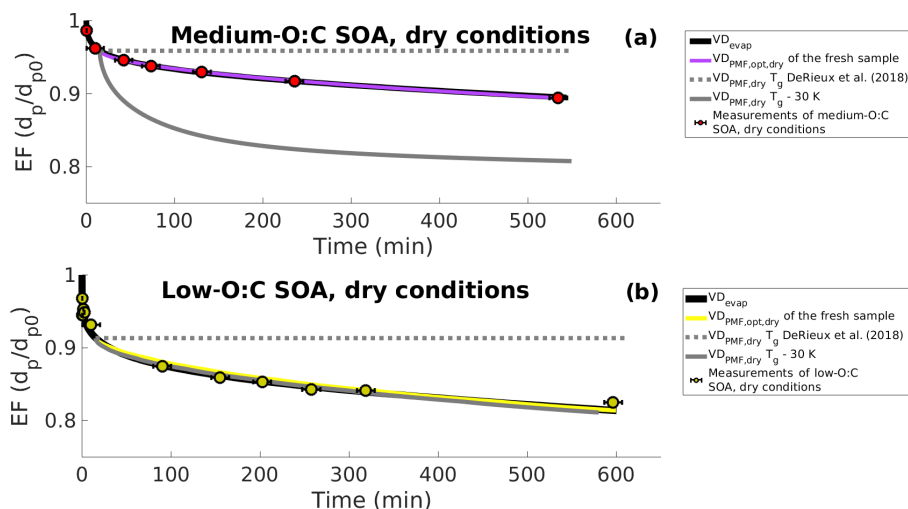 Medium-O:C SOA, dry conditions
(a)
1
0.9
0.8
EF (dp/dp0)
0 100 200 300 400 500 600
Time (min)
VDevap
VDPMF,opt,dry of the fresh sample
VDPMF,dry Tg DeRieux et al. (2018)
VDPMF,dry Tg - 30 K
Measurements of medium-O:C
SOA, dry conditions
Low-O:C SOA, dry conditions
(b)
1
0.9
0.8
EF (dp/dp0)
0 100 200 300 400 500 600
Time (min)
VDevap
VDPMF,opt,dry of the fresh sample
VDPMF,dry Tg DeRieux et al. (2018)
VDPMF,dry Tg - 30 K
Measurements of low-O:C
SOA, dry conditions